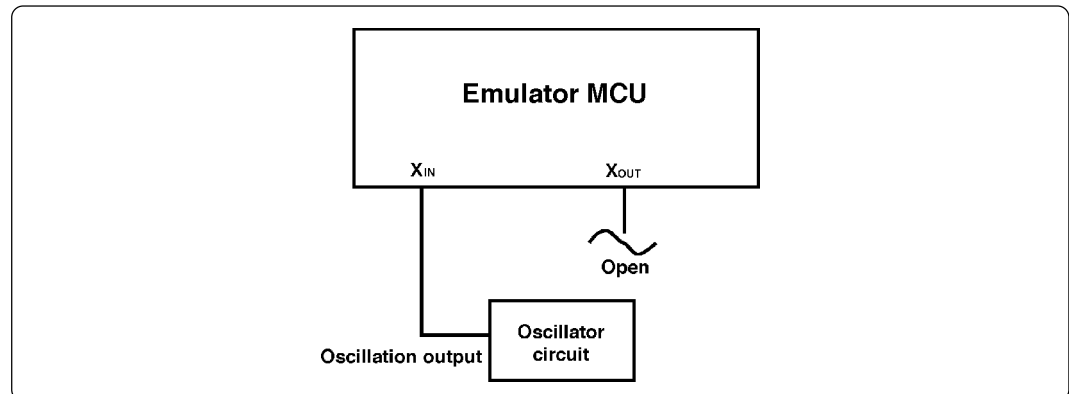 Emulator MCU
XIN
XOUT
Open
Oscillator
circuit
Oscillation output